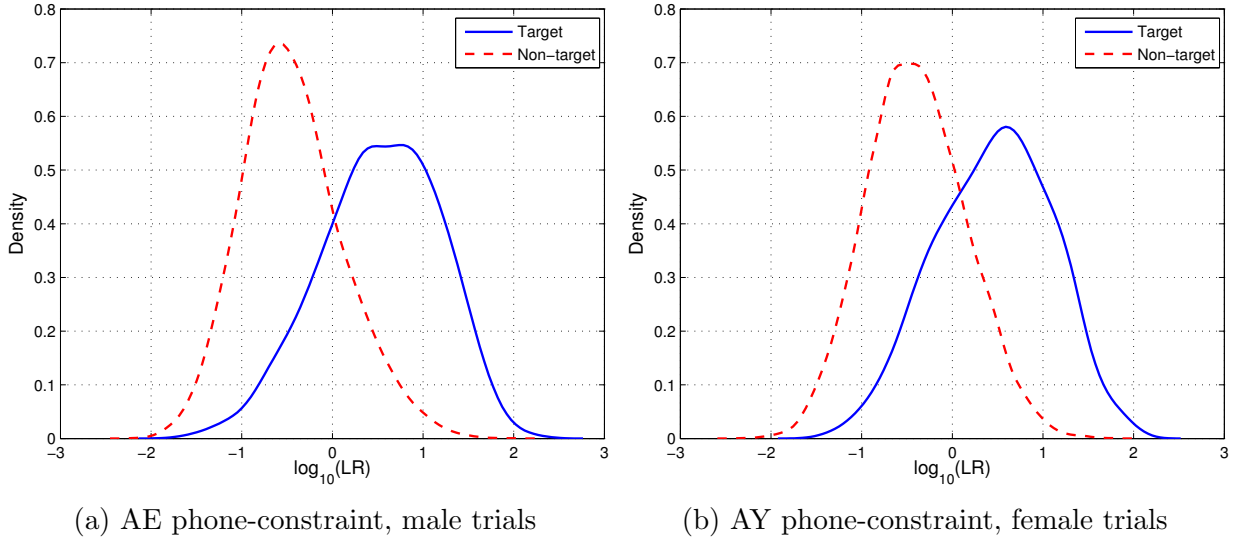 0.8
0.7
0.6
0.5
0.4
0.3
0.2
0.1
0
Density
−3 −2 −1 0 1 2 3
log10(LR)
Target
Non−target
(a) AE phone-constraint, male trials
0.8
0.7
0.6
0.5
0.4
0.3
0.2
0.1
0
Density
−3 −2 −1 0 1 2 3
log10(LR)
Target
Non−target
(b) AY phone-constraint, female trials